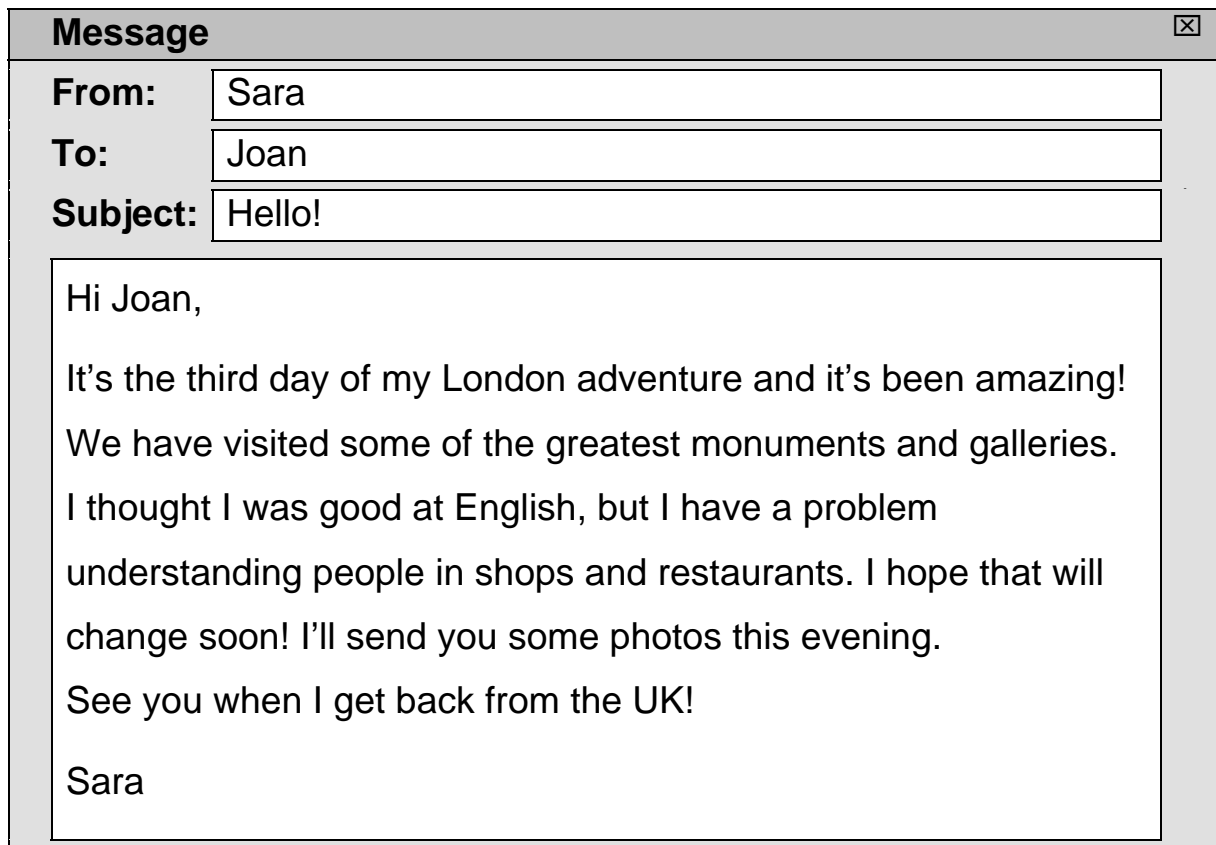 Message
From: Sara
To: Joan
Subject: Hello!
Hi Joan,
It’s the third day of my London adventure and it’s been amazing!
We have visited some of the greatest monuments and galleries.
I thought I was good at English, but I have a problem
understanding people in shops and restaurants. I hope that will
change soon! I’ll send you some photos this evening.
See you when I get back from the UK!
Sara